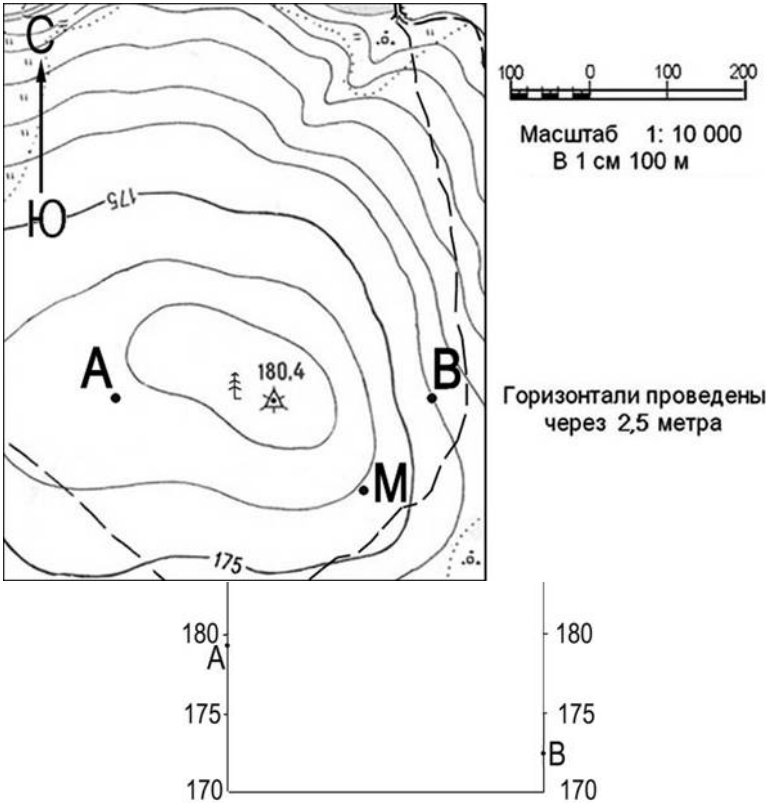 С
Ю
175
А
180,4
В
М
175
100 0 100 200
Масштаб 1: 10 000
В 1 см 100 м
Горизонтали проведены
через 2,5 метра
180 180
А
175 175
В
170 170